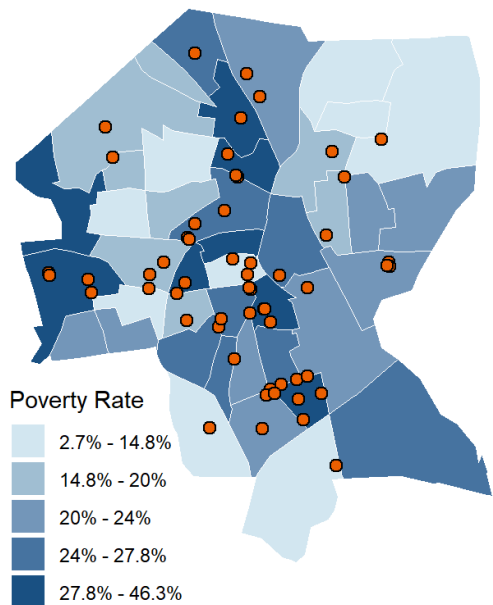 Poverty Rate
2.7% - 14.8%
14.8% - 20%
20% - 24%
24% - 27.8%
27.8% - 46.3%